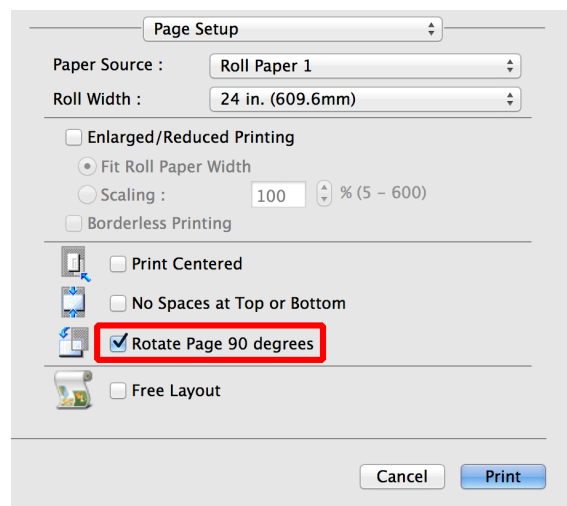 Page Setup
Paper Source : Roll Paper 1
Roll Width : 24 in. (609.6mm)
Enlarged/Reduced Printing
Fit Roll Paper Width
Scaling : 100 % (5 – 600)
Borderless Printing
Print Centered
No Spaces at Top or Bottom
Rotate Page 90 degrees
Free Layout
Cancel Print